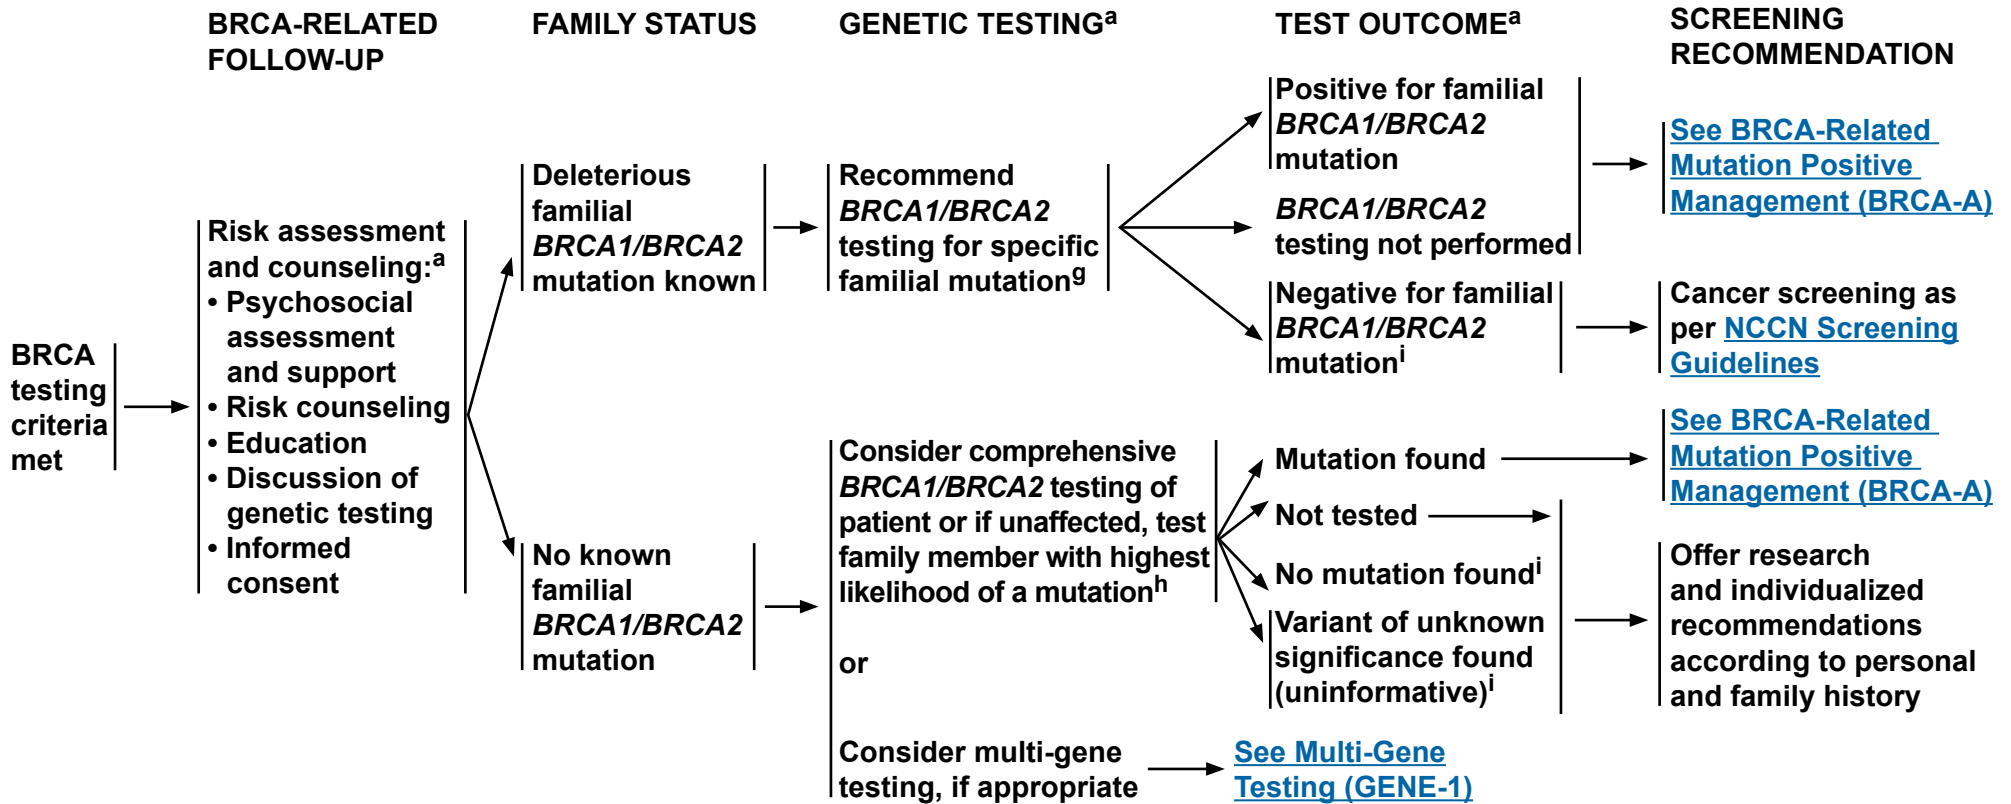 BRCA-RELATED
FOLLOW-UP
FAMILY STATUS
GENETIC TESTINGa
TEST OUTCOMEa
SCREENING
RECOMMENDATION
BRCA
testing
criteria
met
Risk assessment
and counseling:a
• Psychosocial
assessment
and support
• Risk counseling
• Education
• Discussion of
genetic testing
• Informed
consent
Deleterious
familial
BRCA1/BRCA2
mutation known
Recommend
BRCA1/BRCA2
testing for specific
familial mutationg
Positive for familial
BRCA1/BRCA2
mutation
BRCA1/BRCA2
testing not performed
See BRCA-Related
Mutation Positive
Management (BRCA-A)
Negative for familial
BRCA1/BRCA2
mutationi
Cancer screening as
per NCCN Screening
Guidelines
No known
familial
BRCA1/BRCA2
mutation
Consider comprehensive
BRCA1/BRCA2 testing of
patient or if unaffected, test
family member with highest
likelihood of a mutationh
or
Consider multi-gene
testing, if appropriate
See Multi-Gene
Testing (GENE-1)
Mutation found
See BRCA-Related
Mutation Positive
Management (BRCA-A)
Not tested
No mutation foundi
Variant of unknown
significance found
(uninformative)i
Offer research
and individualized
recommendations
according to personal
and family history